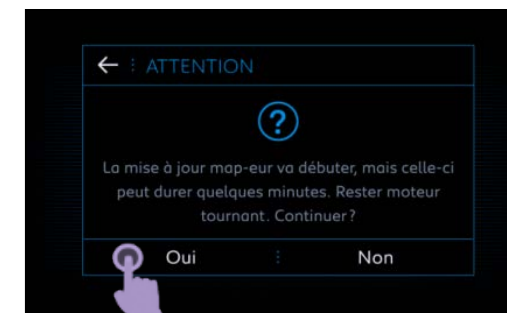 ATTENTION
La mise à jour map-eur va débuter, mais celle-ci
peut durer quelques minutes. Rester moteur
tournant. Continuer ?
Oui
Non